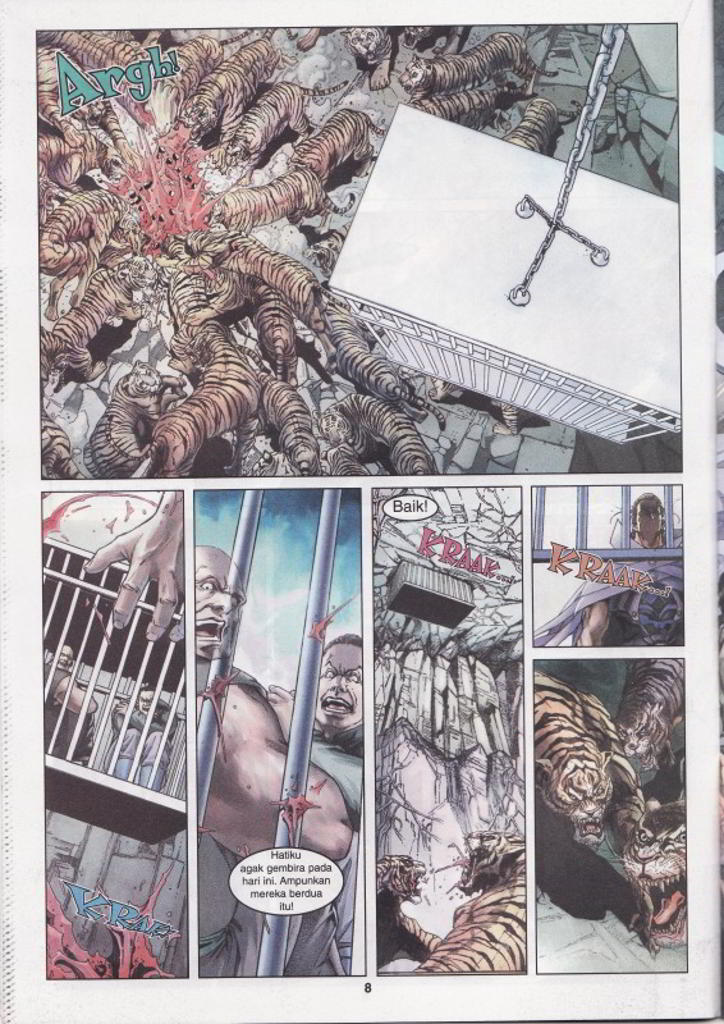 Argh!
KRAK
Hatiku
agak gembira pada
hari ini. Ampunkan
mereka berdua
itu!
Baik!
KRAAK...!
KRAAK...!
8